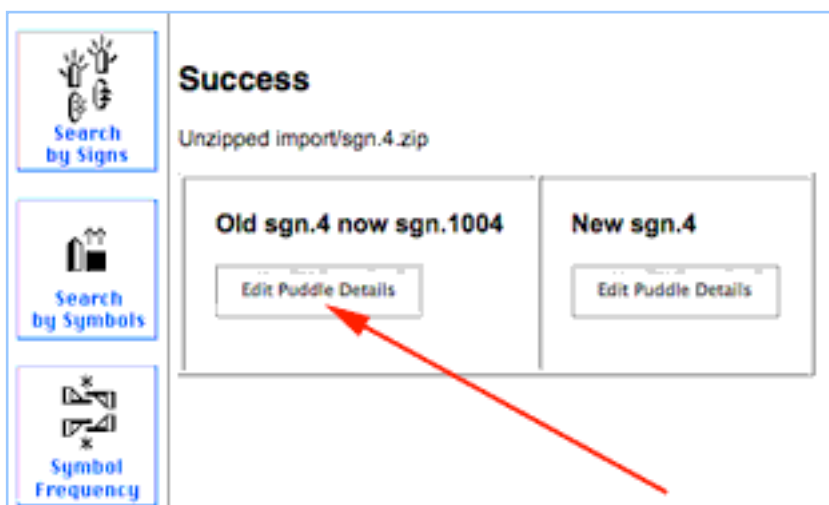 Search
by Signs
Search
by Symbols
Symbol
Frequency
Success
Unzipped import/sgn.4.zip
Old sgn.4 now sgn.1004
Edit Puddle Details
New sgn.4
Edit Puddle Details